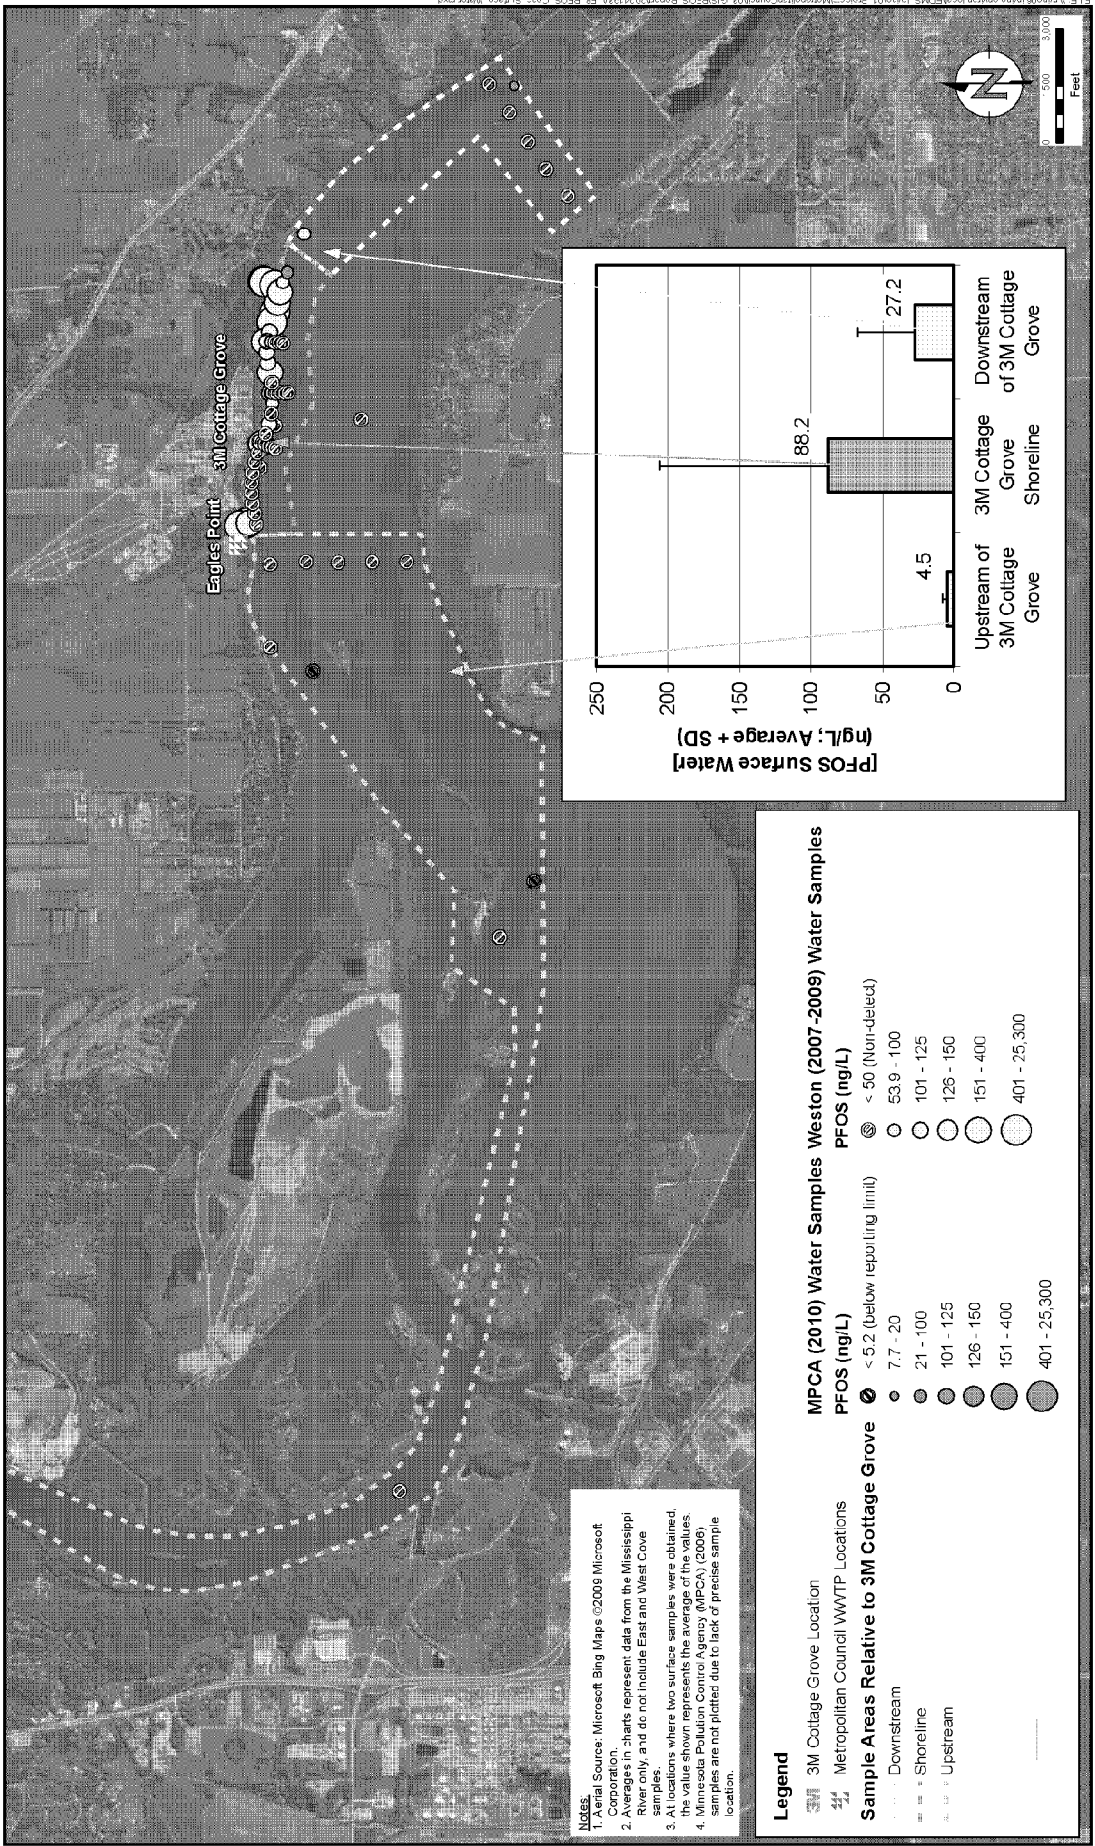 Eagles Point
3M Cottage Grove
N
0
1,500
3,000
Feet
[PFOS Surface Water]
(ng/L; Average + SD)
250
200
150
100
50
0
4.5
88.2
27.2
Upstream of
3M Cottage
Grove
3M Cottage
Grove
Shoreline
Downstream
of 3M Cottage
Grove
Notes:
1. Aerial Source: Microsoft Bing Maps ©2009 Microsoft
Corporation.
2. Averages in charts represent data from the Mississippi
River only, and do not include East and West Cove
samples.
3. At locations where two surface samples were obtained,
the value shown represents the average of the values.
4. Minnesota Pollution Control Agency (MPCA) (2006)
samples are not plotted due to lack of precise sample
location.
Legend
3M
3M Cottage Grove Location
Metropolitan Council WWTP Locations
Sample Areas Relative to 3M Cottage Grove
Downstream
Shoreline
Upstream
MPCA (2010) Water Samples
PFOS (ng/L)
< 5.2 (below reporting limit)
7.7 - 20
21 - 100
101 - 125
126 - 150
151 - 400
401 - 25,300
Weston (2007-2009) Water Samples
PFOS (ng/L)
< 50 (Non-detect)
53.9 - 100
101 - 125
126 - 150
151 - 400
401 - 25,300